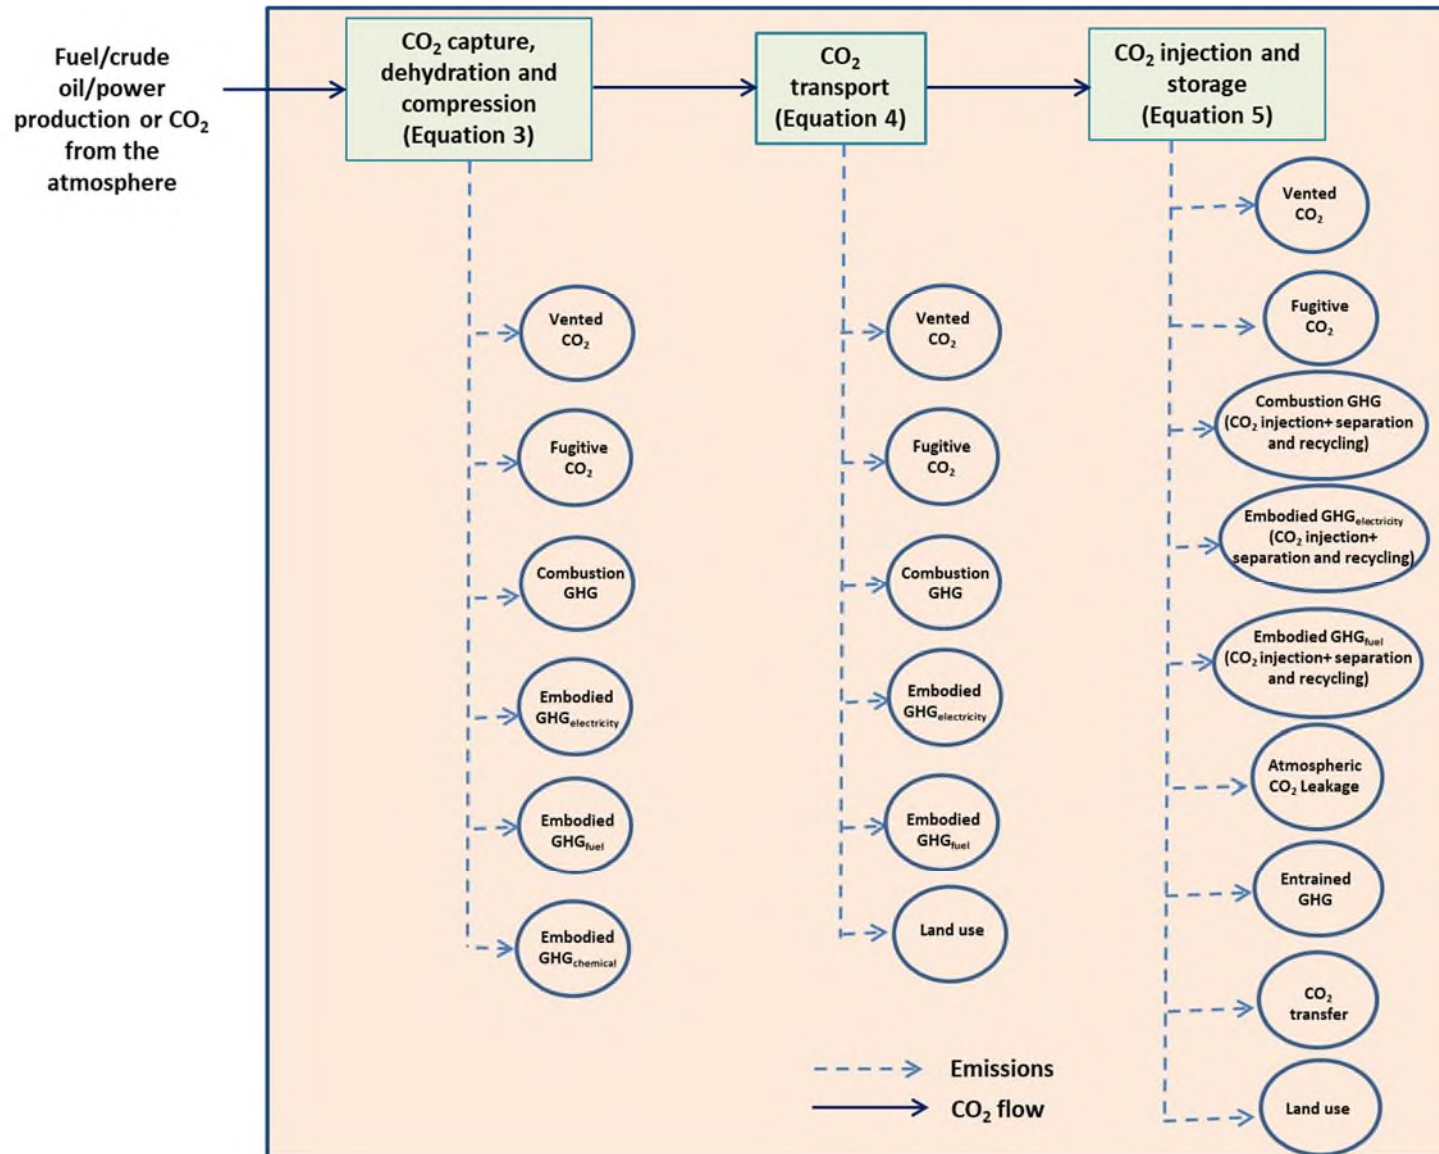 Fuel/crude
oil/power
production or CO₂
from the
atmosphere
CO₂ capture,
dehydration and
compression
(Equation 3)
CO₂
transport
(Equation 4)
CO₂ injection and
storage
(Equation 5)
Vented
CO₂
Fugitive
CO₂
Combustion
GHG
Embodied
GHGelectricity
Embodied
GHGfuel
Embodied
GHGchemical
Vented
CO₂
Fugitive
CO₂
Combustion
GHG
Embodied
GHGelectricity
Embodied
GHGfuel
Land use
Vented
CO₂
Fugitive
CO₂
Combustion GHG
(CO₂ injection+ separation
and recycling)
Embodied GHGelectricity
(CO₂ injection+
separation and recycling)
Embodied GHGfuel
(CO₂ injection+ separation
and recycling)
Atmospheric
CO₂ Leakage
Entrained
GHG
CO₂
transfer
Land use
Emissions
CO₂ flow